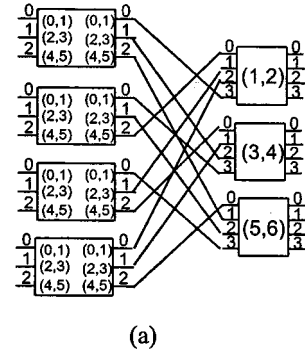 0 (0,1) (0,1) 0
1 (2,3) (2,3) 1
2 (4,5) (4,5) 2
0 (0,1) (0,1) 0
1 (2,3) (2,3) 1
2 (4,5) (4,5) 2
0 (0,1) (0,1) 0
1 (2,3) (2,3) 1
2 (4,5) (4,5) 2
0 (0,1) (0,1) 0
1 (2,3) (2,3) 1
2 (4,5) (4,5) 2
0 0
1 1
2 (1,2) 2
3 3
0 0
1 1
2 (3,4) 2
3 3
0 0
1 1
2 (5,6) 2
3 3
(a)